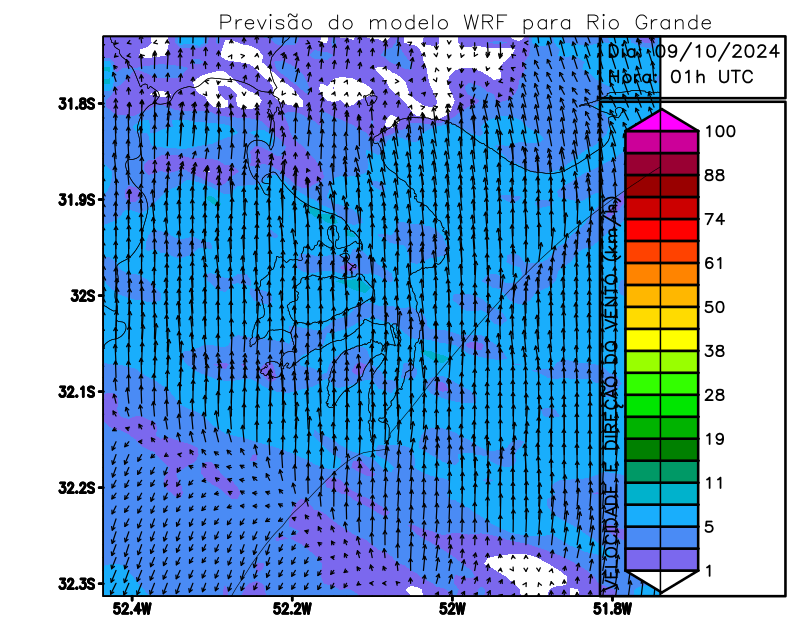 Previsão do modelo WRF para Rio Grande
Dia: 09/10/2024
Hora: 01h UTC
31.8S
31.9S
32S
32.1S
32.2S
32.3S
52.4W
52.2W
52W
51.8W
VELOCIDADE E DIREÇÃO DO VENTO (km/h)
100
88
74
61
50
38
28
19
11
5
1